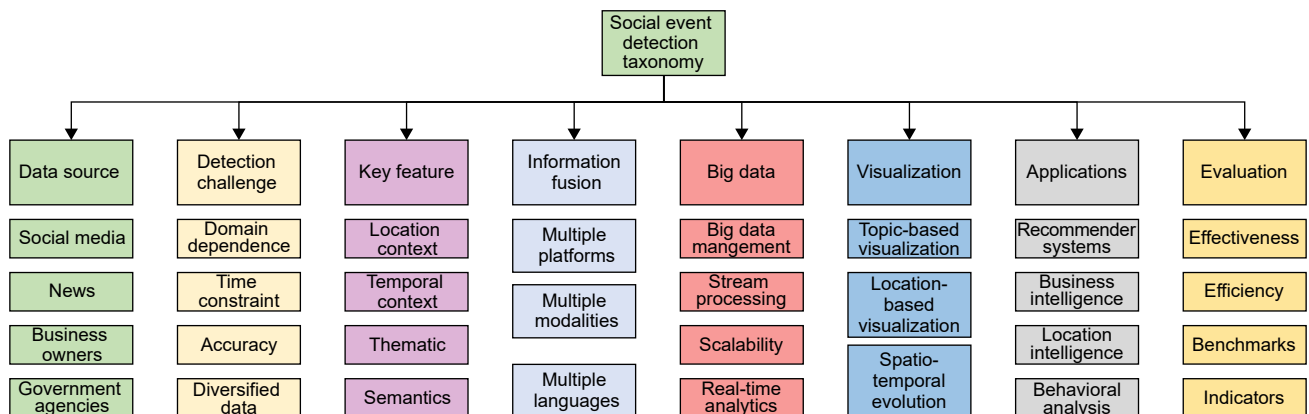 Social event
detection
taxonomy
Data source
Detection
challenge
Key feature
Information
fusion
Big data
Visualization
Applications
Evaluation
Social media
News
Business
owners
Government
agencies
Domain
dependence
Time
constraint
Accuracy
Diversified
data
Location
context
Temporal
context
Thematic
Semantics
Multiple
platforms
Multiple
modalities
Multiple
languages
Big data
mangement
Stream
processing
Scalability
Real-time
analytics
Topic-based
visualization
Location-
based
visualization
Spatio-
temporal
evolution
Recommender
systems
Business
intelligence
Location
intelligence
Behavioral
analysis
Effectiveness
Efficiency
Benchmarks
Indicators